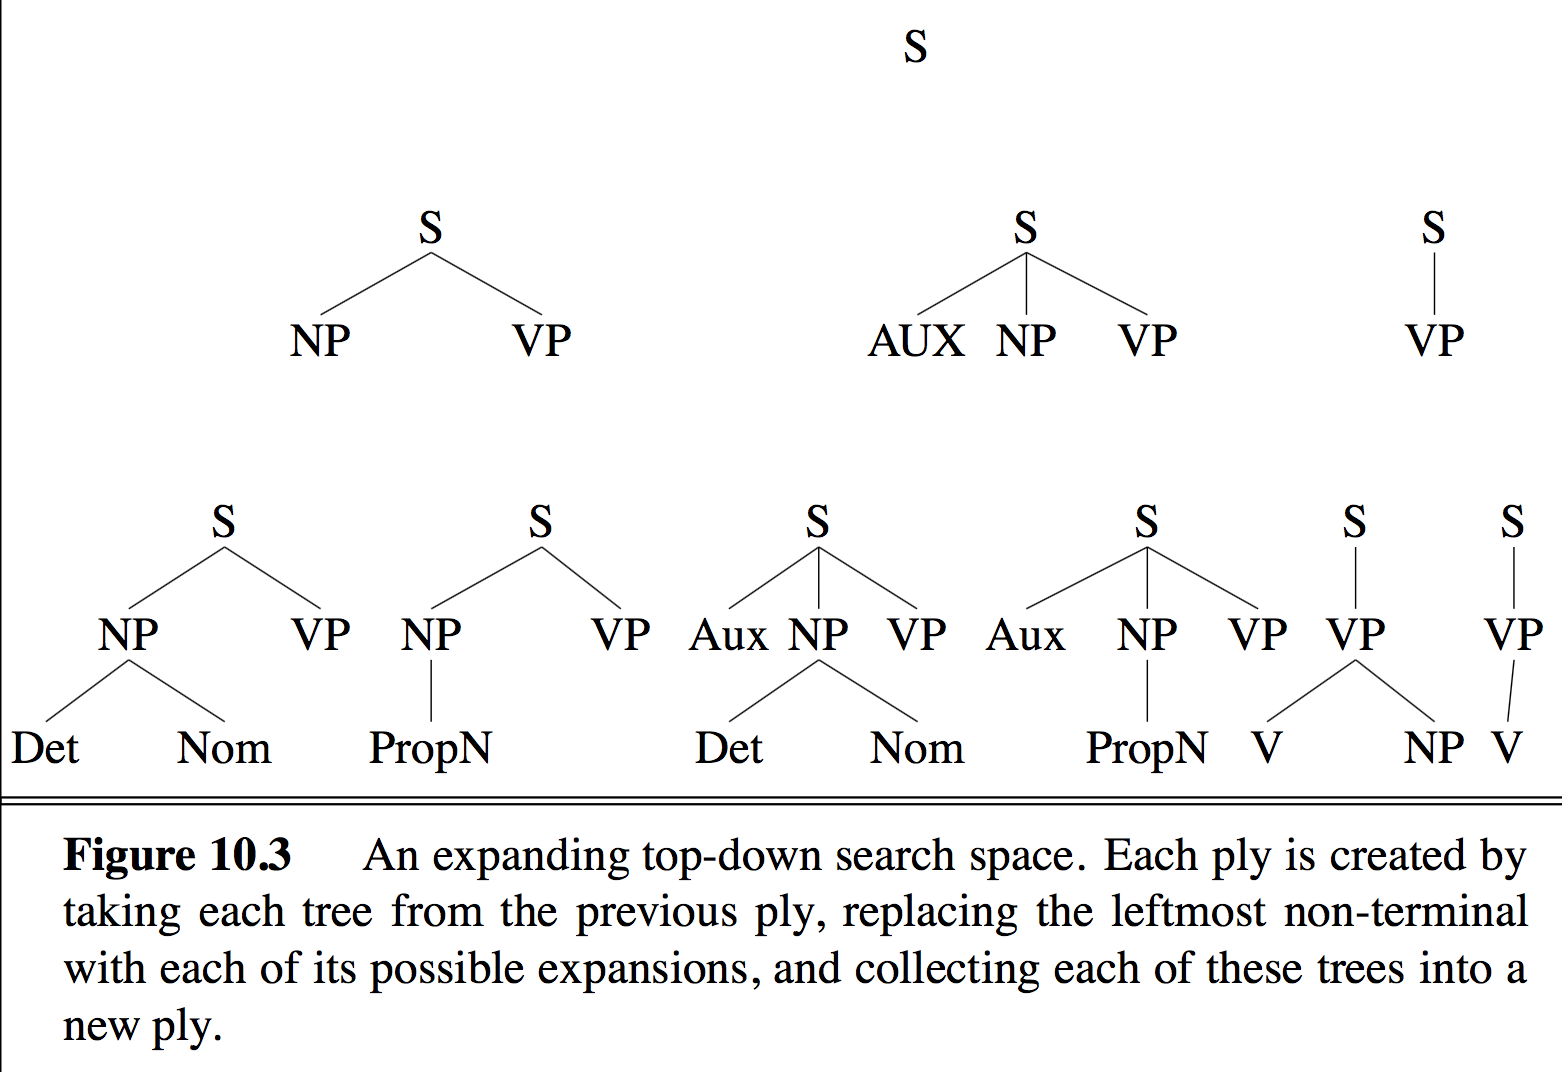 S
S S S
NP VP AUX NP VP VP
S S S S S S
NP VP NP VP Aux NP VP Aux NP VP VP VP
Det Nom PropN Det Nom PropN V NP V
Figure 10.3 An expanding top-down search space. Each ply is created by
taking each tree from the previous ply, replacing the leftmost non-terminal
with each of its possible expansions, and collecting each of these trees into a
new ply.